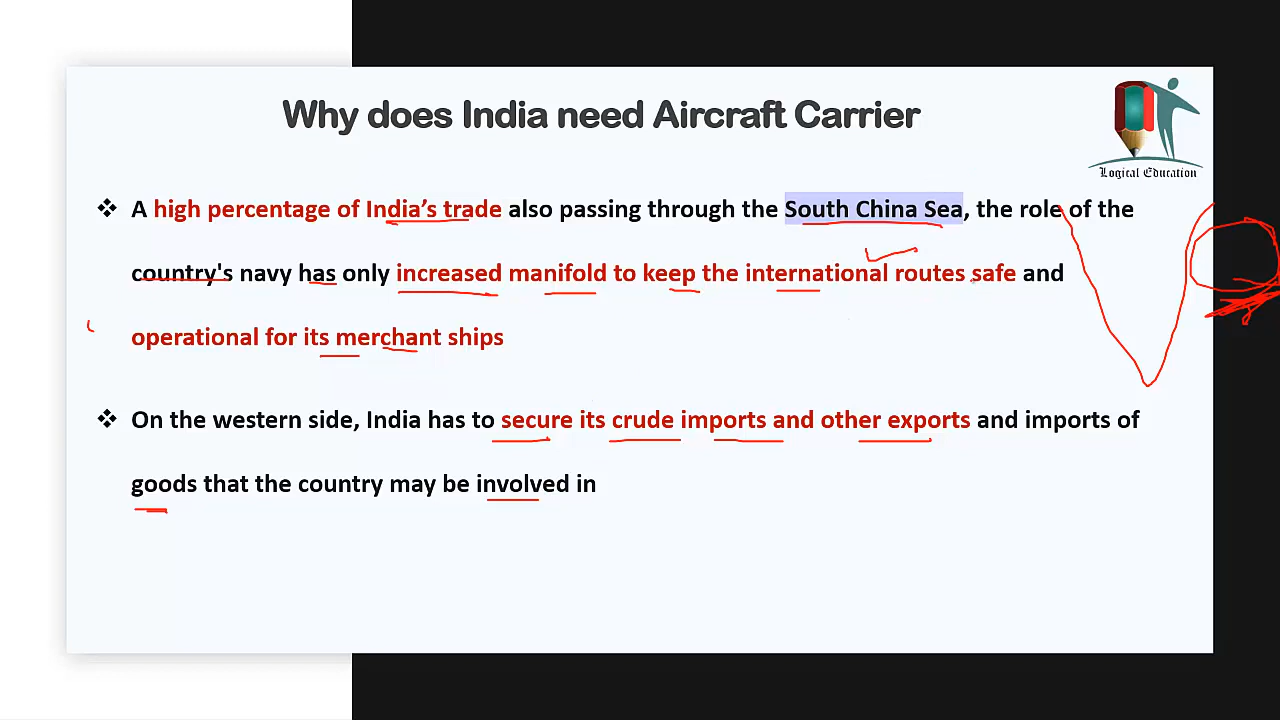 Why does India need Aircraft Carrier
Logical Education
❖ A high percentage of India’s trade also passing through the South China Sea, the role of the
country's navy has only increased manifold to keep the international routes safe and
operational for its merchant ships
❖ On the western side, India has to secure its crude imports and other exports and imports of
goods that the country may be involved in